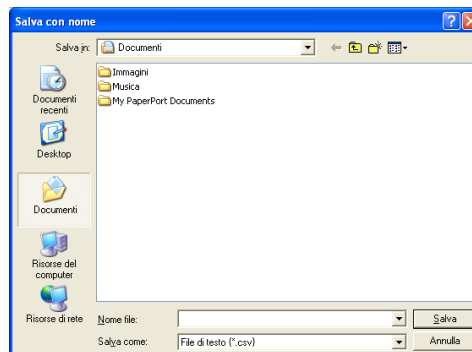 Salva con nome
Salva in:
Documenti
Immagini
Musica
My PaperPort Documents
Documenti
recenti
Desktop
Documenti
Risorse del
computer
Risorse di rete
Nome file:
Salva
Salva come:
File di testo (*.csv)
Annulla